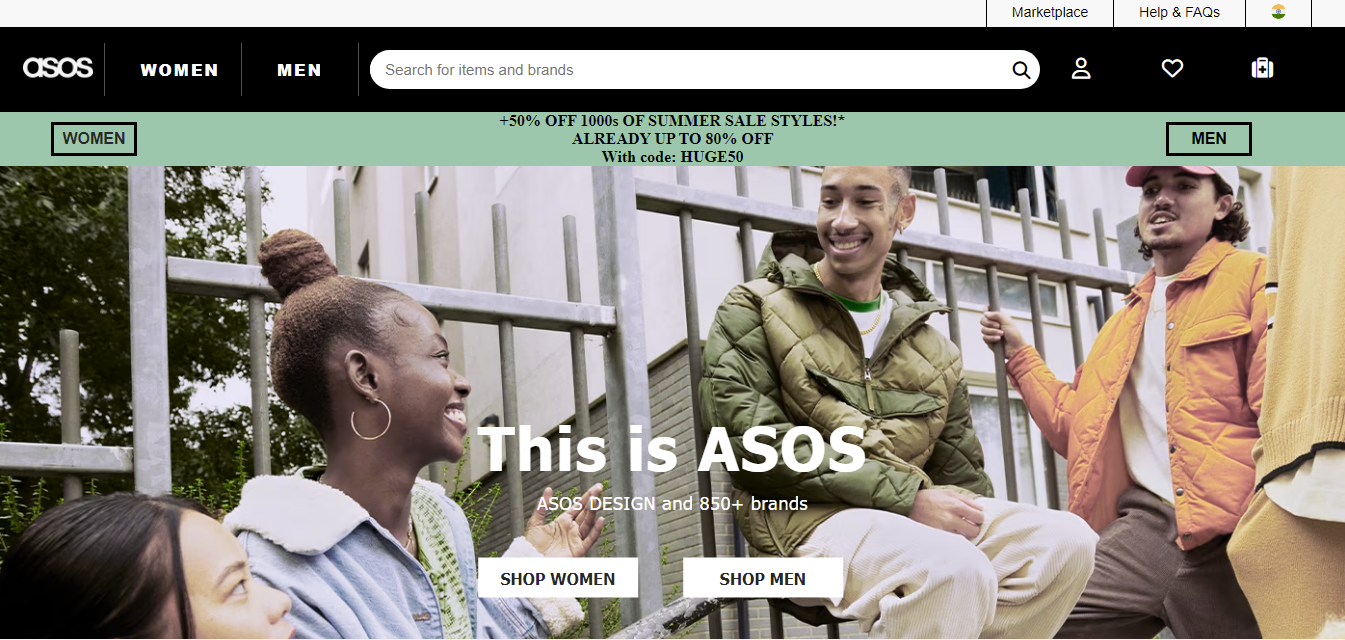 Marketplace
Help & FAQs
asos
WOMEN
MEN
Search for items and brands
WOMEN
+50% OFF 1000s OF SUMMER SALE STYLES!*
ALREADY UP TO 80% OFF
With code: HUGE50
MEN
This is ASOS
ASOS DESIGN and 850+ brands
SHOP WOMEN
SHOP MEN